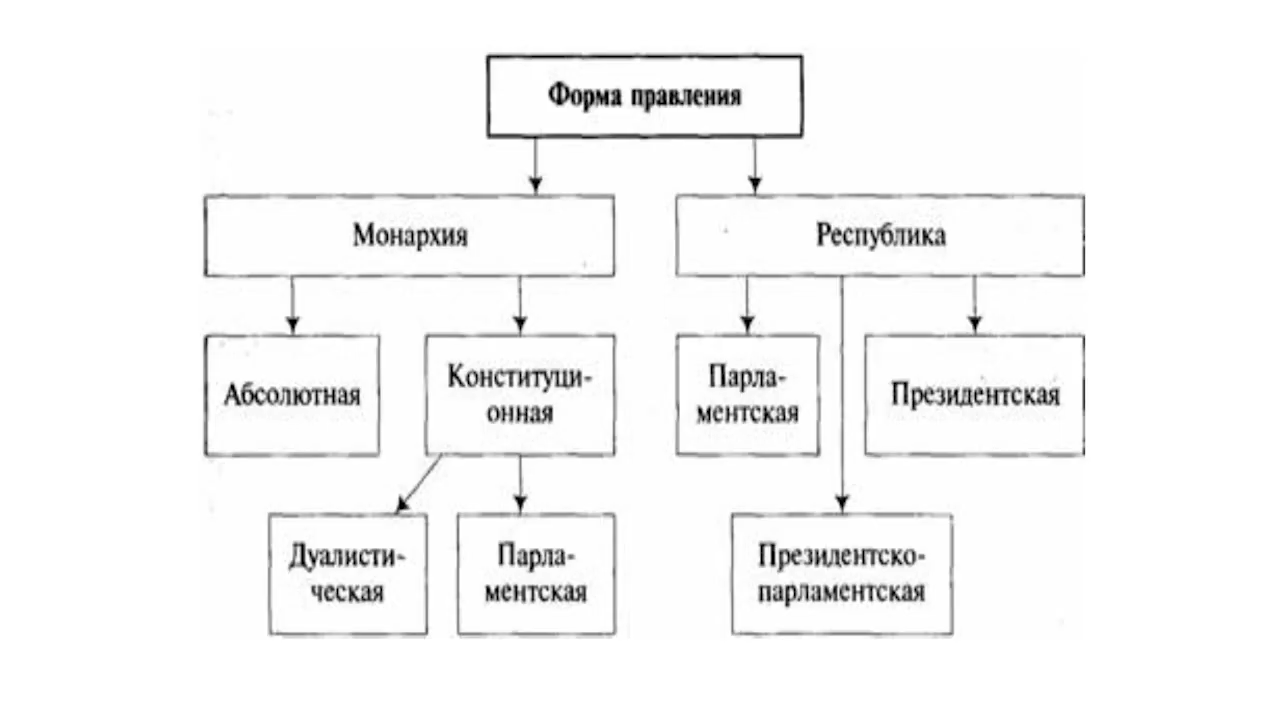 Форма правления
Монархия
Республика
Абсолютная
Конституци-
онная
Парла-
ментская
Президентская
Дуалисти-
ческая
Парла-
ментская
Президентско-
парламентская